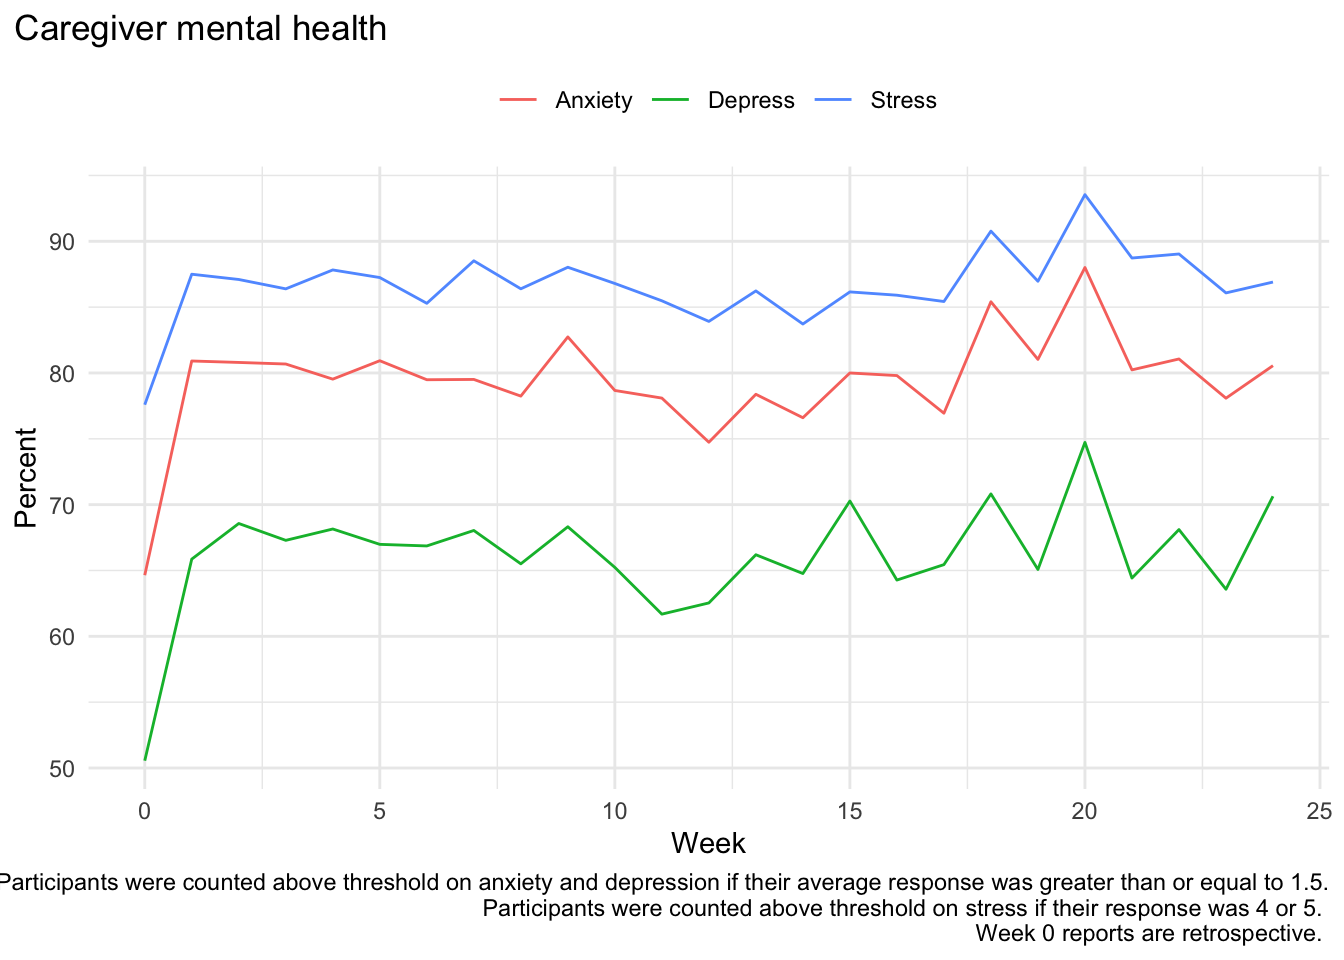 Caregiver mental health
Anxiety Depress Stress
90
80
70
60
50
Percent
0 5 10 15 20 25
Week
Participants were counted above threshold on anxiety and depression if their average response was greater than or equal to 1.5.
Participants were counted above threshold on stress if their response was 4 or 5.
Week 0 reports are retrospective.